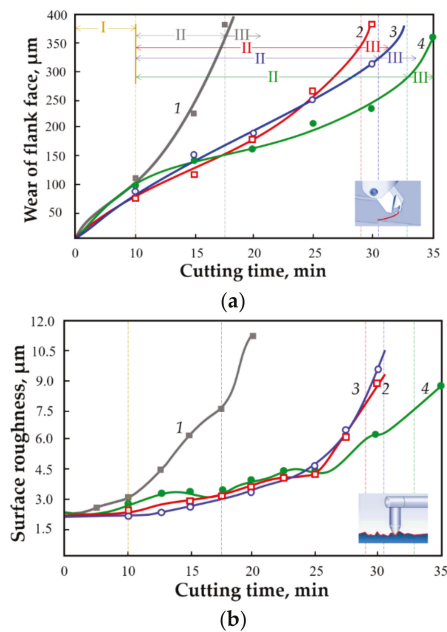 400
350
300
250
200
150
100
50
Wear of flank face, µm
I
II
III
2
3
II
III
4
II
III
1
II
III
0
10
15
20
25
30
35
Cutting time, min
(a)
12.0
10.5
9.0
7.5
6.0
4.5
3.0
1.5
Surface roughness, µm
1
3
2
4
0
10
15
20
25
30
35
Cutting time, min
(b)